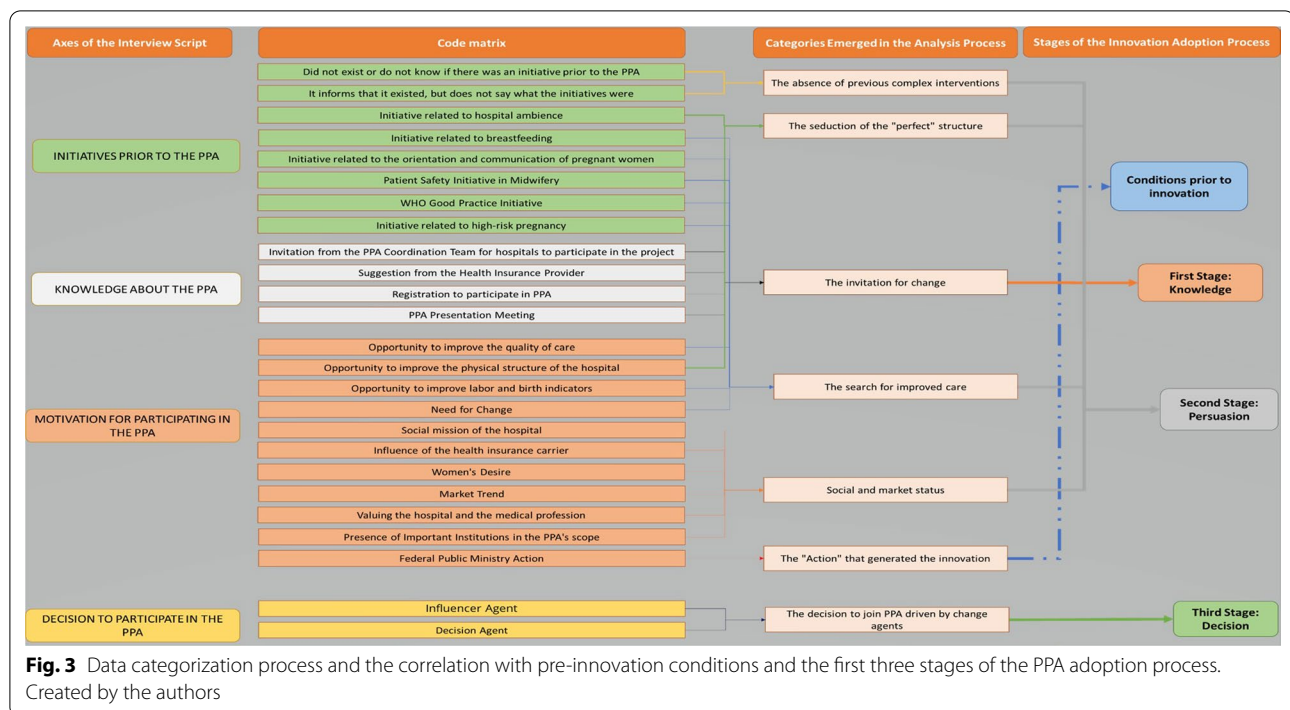 Axes of the Interview Script
Code matrix
Categories Emerged in the Analysis Process
Stages of the Innovation Adoption Process
INITIATIVES PRIOR TO THE PPA
Did not exist or do not know if there was an initiative prior to the PPA
It informs that it existed, but does not say what the initiatives were
Initiative related to hospital ambience
Initiative related to breastfeeding
Initiative related to the orientation and communication of pregnant women
Patient Safety Initiative in Midwifery
WHO Good Practice Initiative
Initiative related to high-risk pregnancy
KNOWLEDGE ABOUT THE PPA
Invitation from the PPA Coordination Team for hospitals to participate in the project
Suggestion from the Health Insurance Provider
Registration to participate in PPA
PPA Presentation Meeting
MOTIVATION FOR PARTICIPATING IN
THE PPA
Opportunity to improve the quality of care
Opportunity to improve the physical structure of the hospital
Opportunity to improve labor and birth indicators
Need for Change
Social mission of the hospital
Influence of the health insurance carrier
Women's Desire
Market Trend
Valuing the hospital and the medical profession
Presence of Important Institutions in the PPA's scope
Federal Public Ministry Action
DECISION TO PARTICIPATE IN THE
PPA
Influencer Agent
Decision Agent
The absence of previous complex interventions
The seduction of the "perfect" structure
The invitation for change
The search for improved care
Social and market status
The "Action" that generated the innovation
The decision to join PPA driven by change
agents
Conditions prior to
innovation
First Stage:
Knowledge
Second Stage:
Persuasion
Third Stage:
Decision
Fig. 3 Data categorization process and the correlation with pre-innovation conditions and the first three stages of the PPA adoption process.
Created by the authors